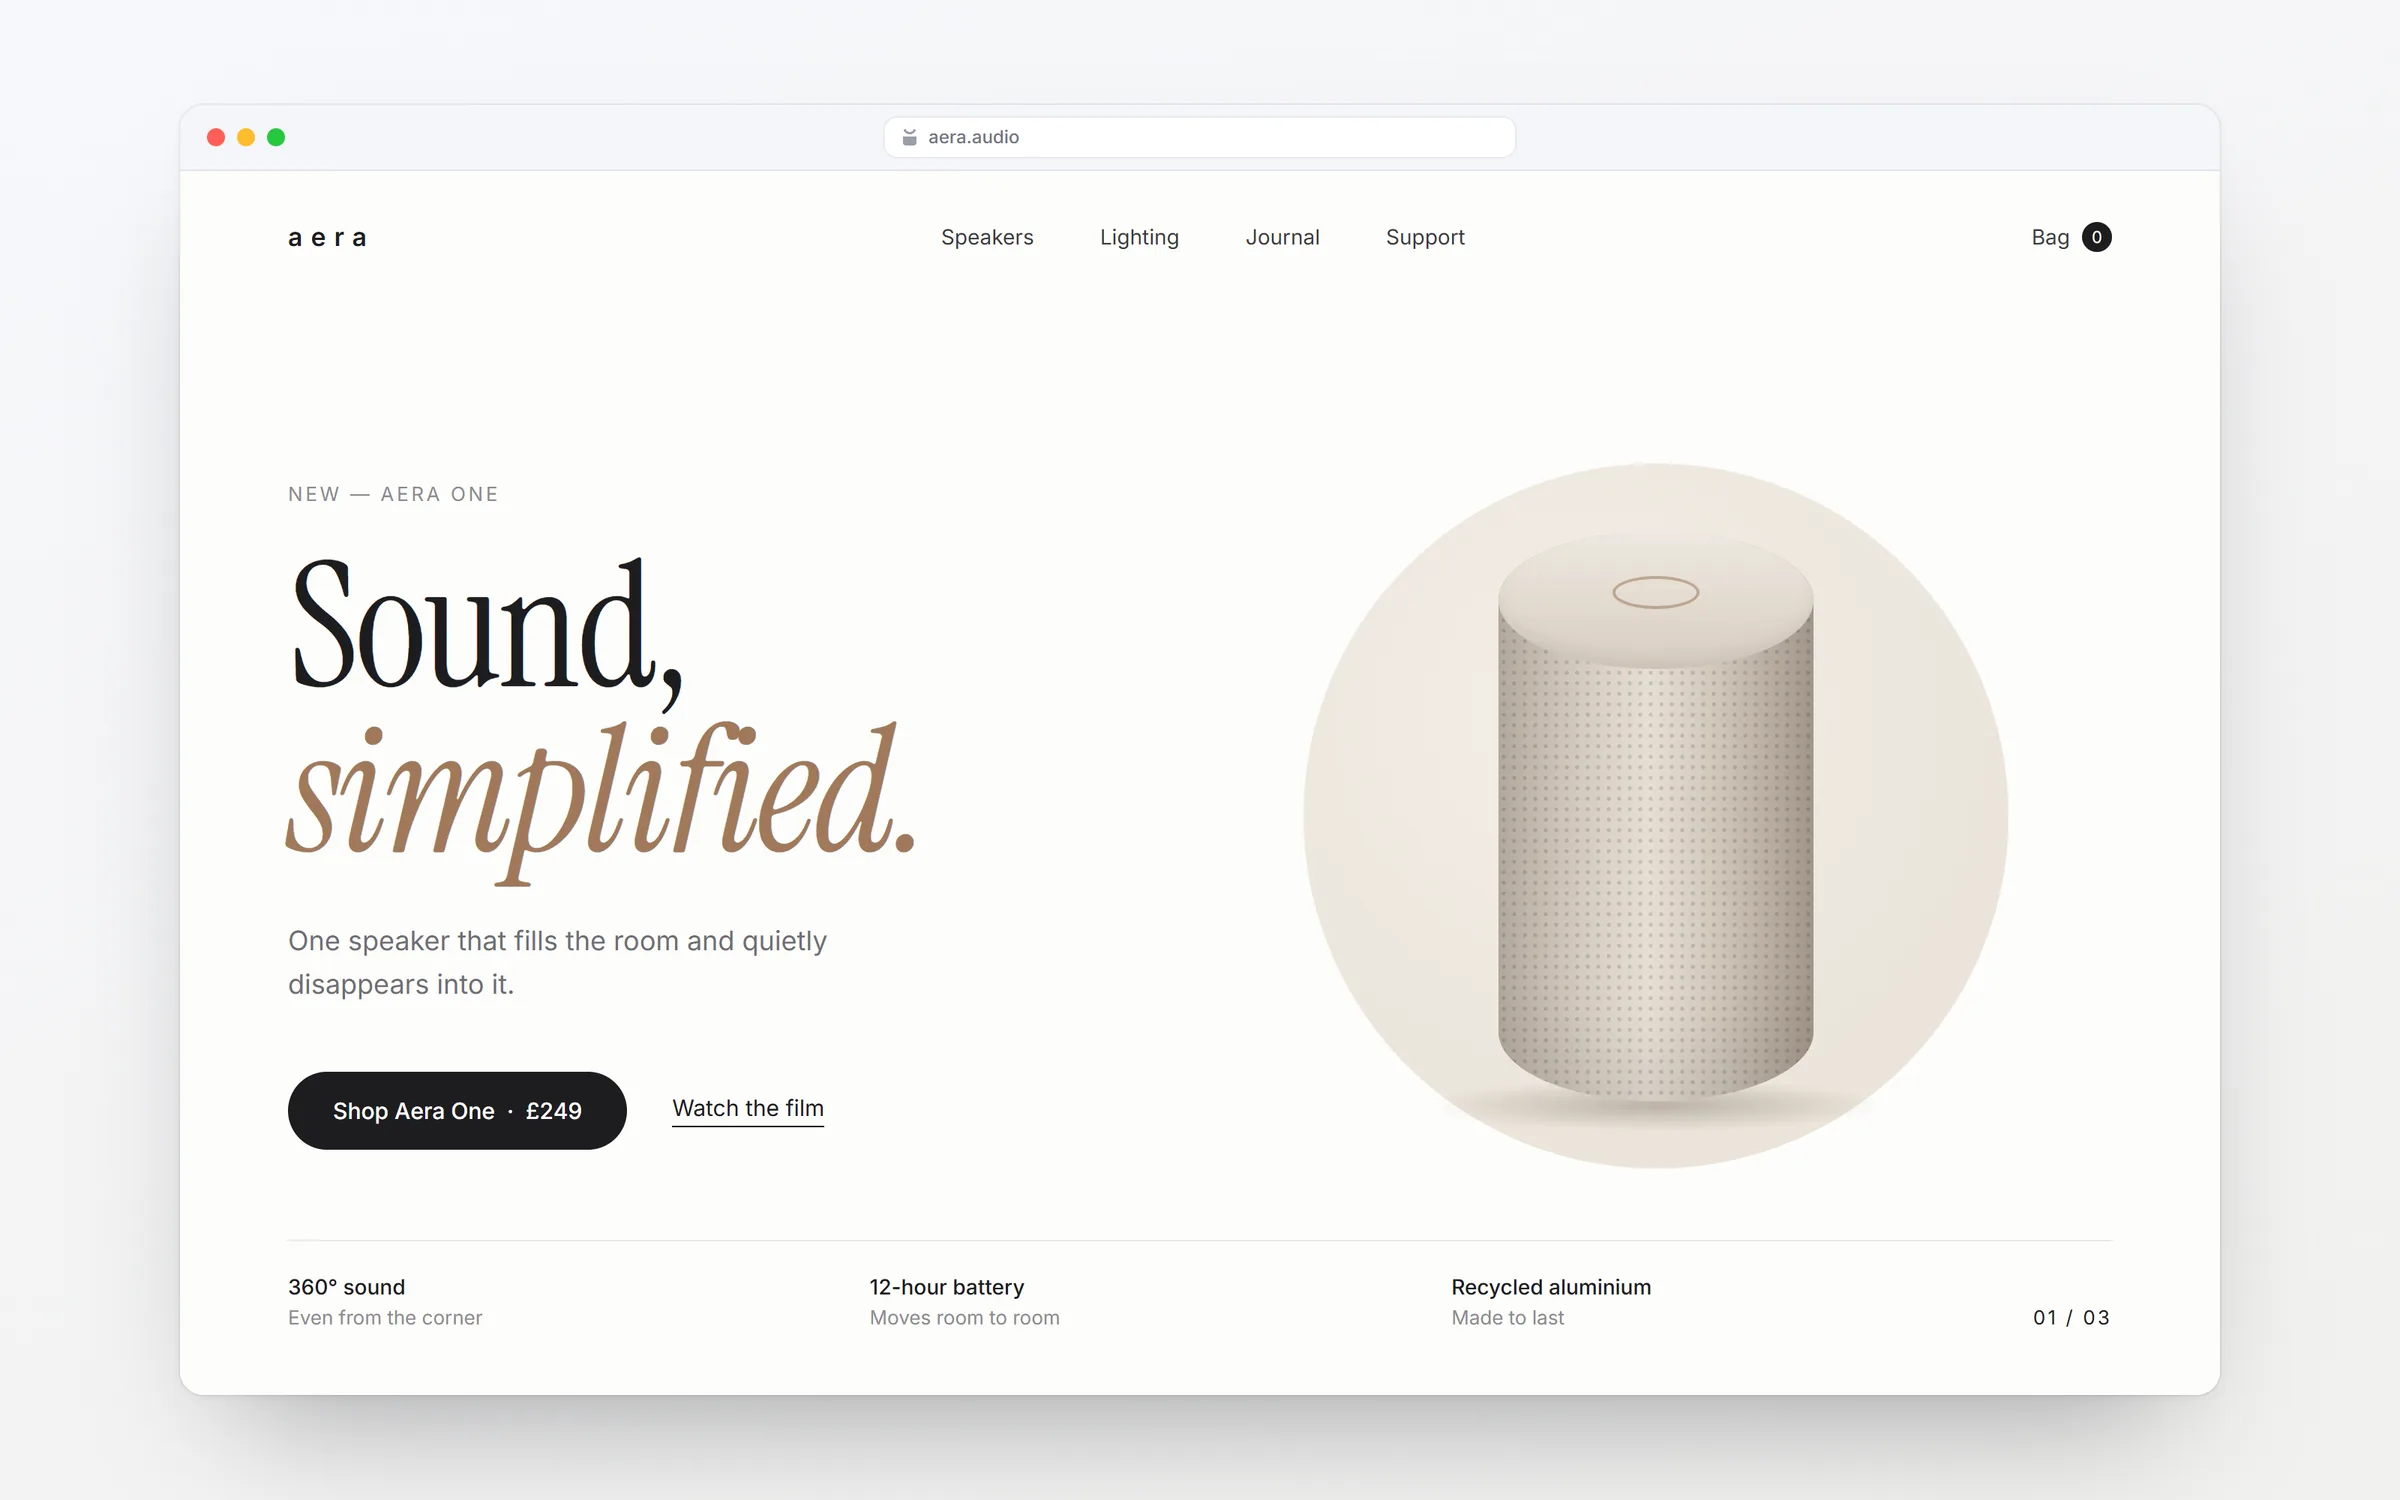 aera.audio
aera
Speakers
Lighting
Journal
Support
Bag 0
NEW — AERA ONE
Sound,
simplified.
One speaker that fills the room and quietly
disappears into it.
Shop Aera One · £249
Watch the film
360° sound
Even from the corner
12-hour battery
Moves room to room
Recycled aluminium
Made to last
01 / 03